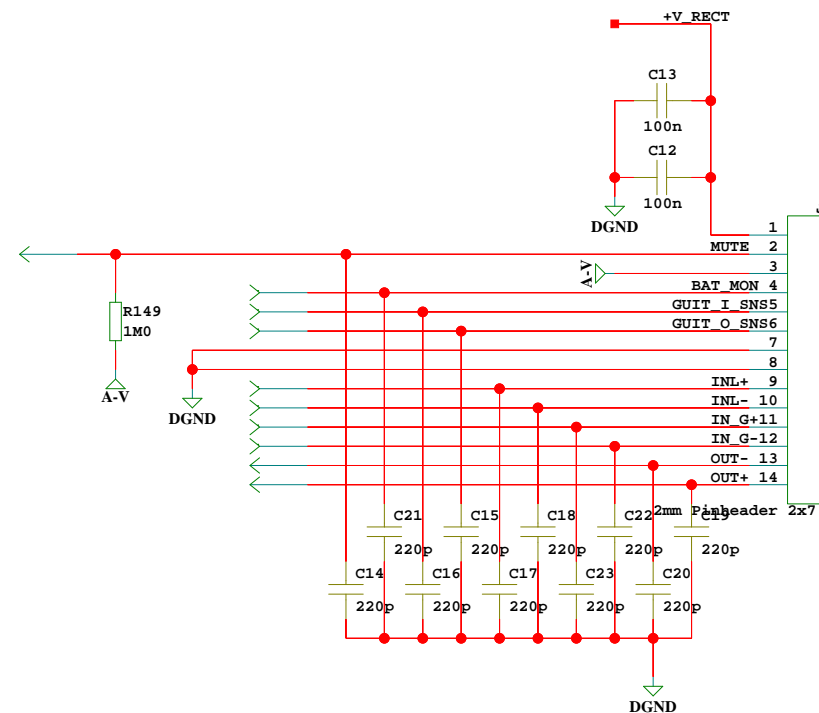 +V_RECT
C13
100n
C12
100n
DGND
J
1
MUTE 2
A-V 3
BAT_MON 4
GUIT_I_SNS5
R149
1M0
GUIT_O_SNS6
7
8
A-V
DGND
INL+ 9
INL- 10
IN_G+11
IN_G-12
OUT- 13
OUT+ 14
2mm Pinheader 2x7
C21 C15 C18 C22 C19
220p 220p 220p 220p 220p
C14 C16 C17 C23 C20
220p 220p 220p 220p 220p
DGND